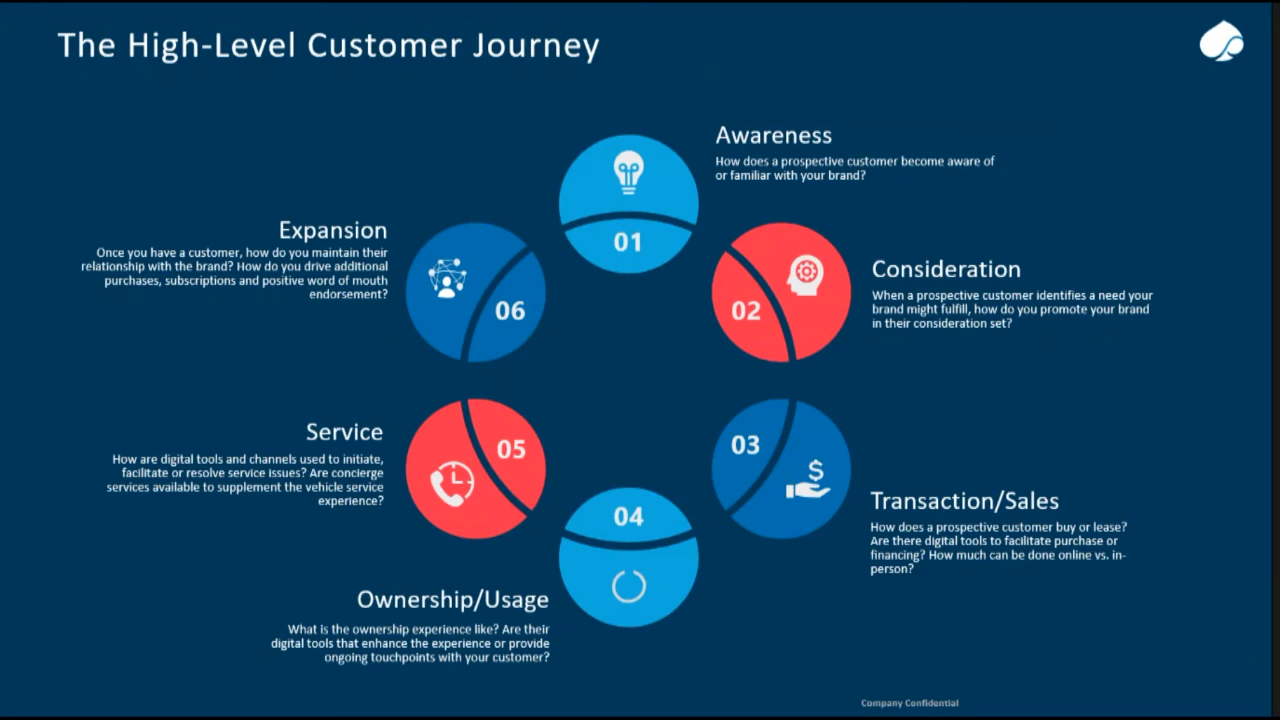 The High-Level Customer Journey
Awareness
How does a prospective customer become aware of
or familiar with your brand?
01
Consideration
When a prospective customer identifies a need your
brand might fulfill, how do you promote your brand
in their consideration set?
02
03
Transaction/Sales
How does a prospective customer buy or lease?
Are there digital tools to facilitate purchase or
financing? How much can be done online vs. in-
person?
04
Ownership/Usage
What is the ownership experience like? Are their
digital tools that enhance the experience or provide
ongoing touchpoints with your customer?
05
Service
How are digital tools and channels used to initiate,
facilitate or resolve service issues? Are concierge
services available to supplement the vehicle service
experience?
06
Expansion
Once you have a customer, how do you maintain their
relationship with the brand? How do you drive additional
purchases, subscriptions and positive word of mouth
endorsement?
Company Confidential